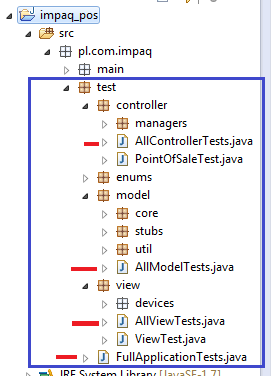 impaq_pos
src
pl.com.impaq
main
test
controller
managers
AllControllerTests.java
PointOfSaleTest.java
enums
model
core
stubs
util
AllModelTests.java
view
devices
AllViewTests.java
ViewTest.java
FullApplicationTests.java
JRE System Library [JavaSE-1.7]